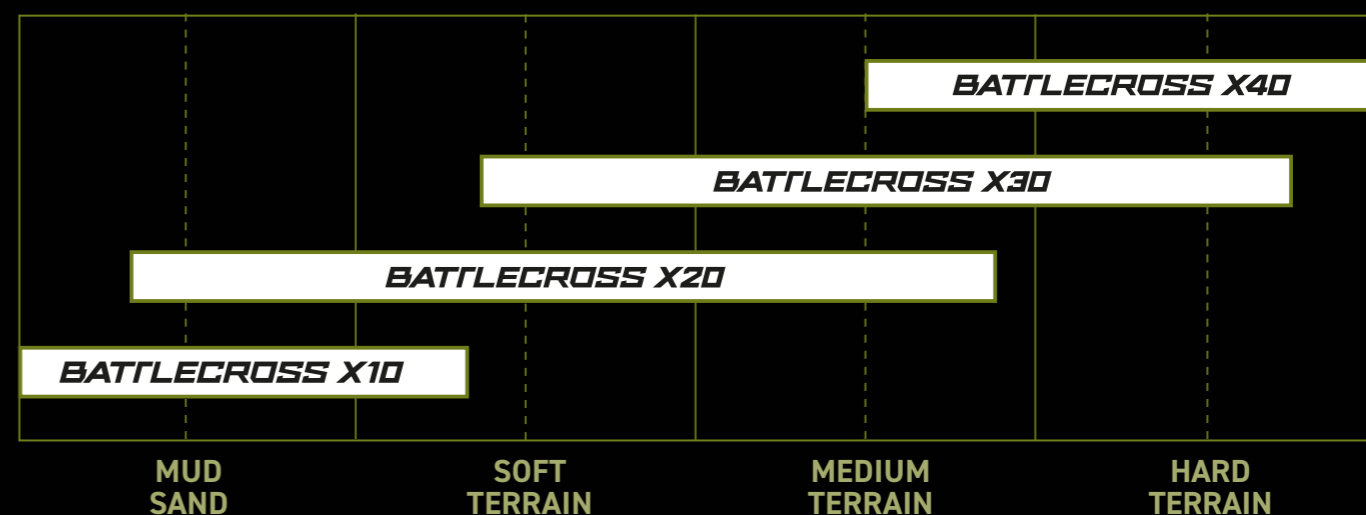 BATTLECROSS X40
BATTLECROSS X30
BATTLECROSS X20
BATTLECROSS X10
MUD
SAND
SOFT
TERRAIN
MEDIUM
TERRAIN
HARD
TERRAIN